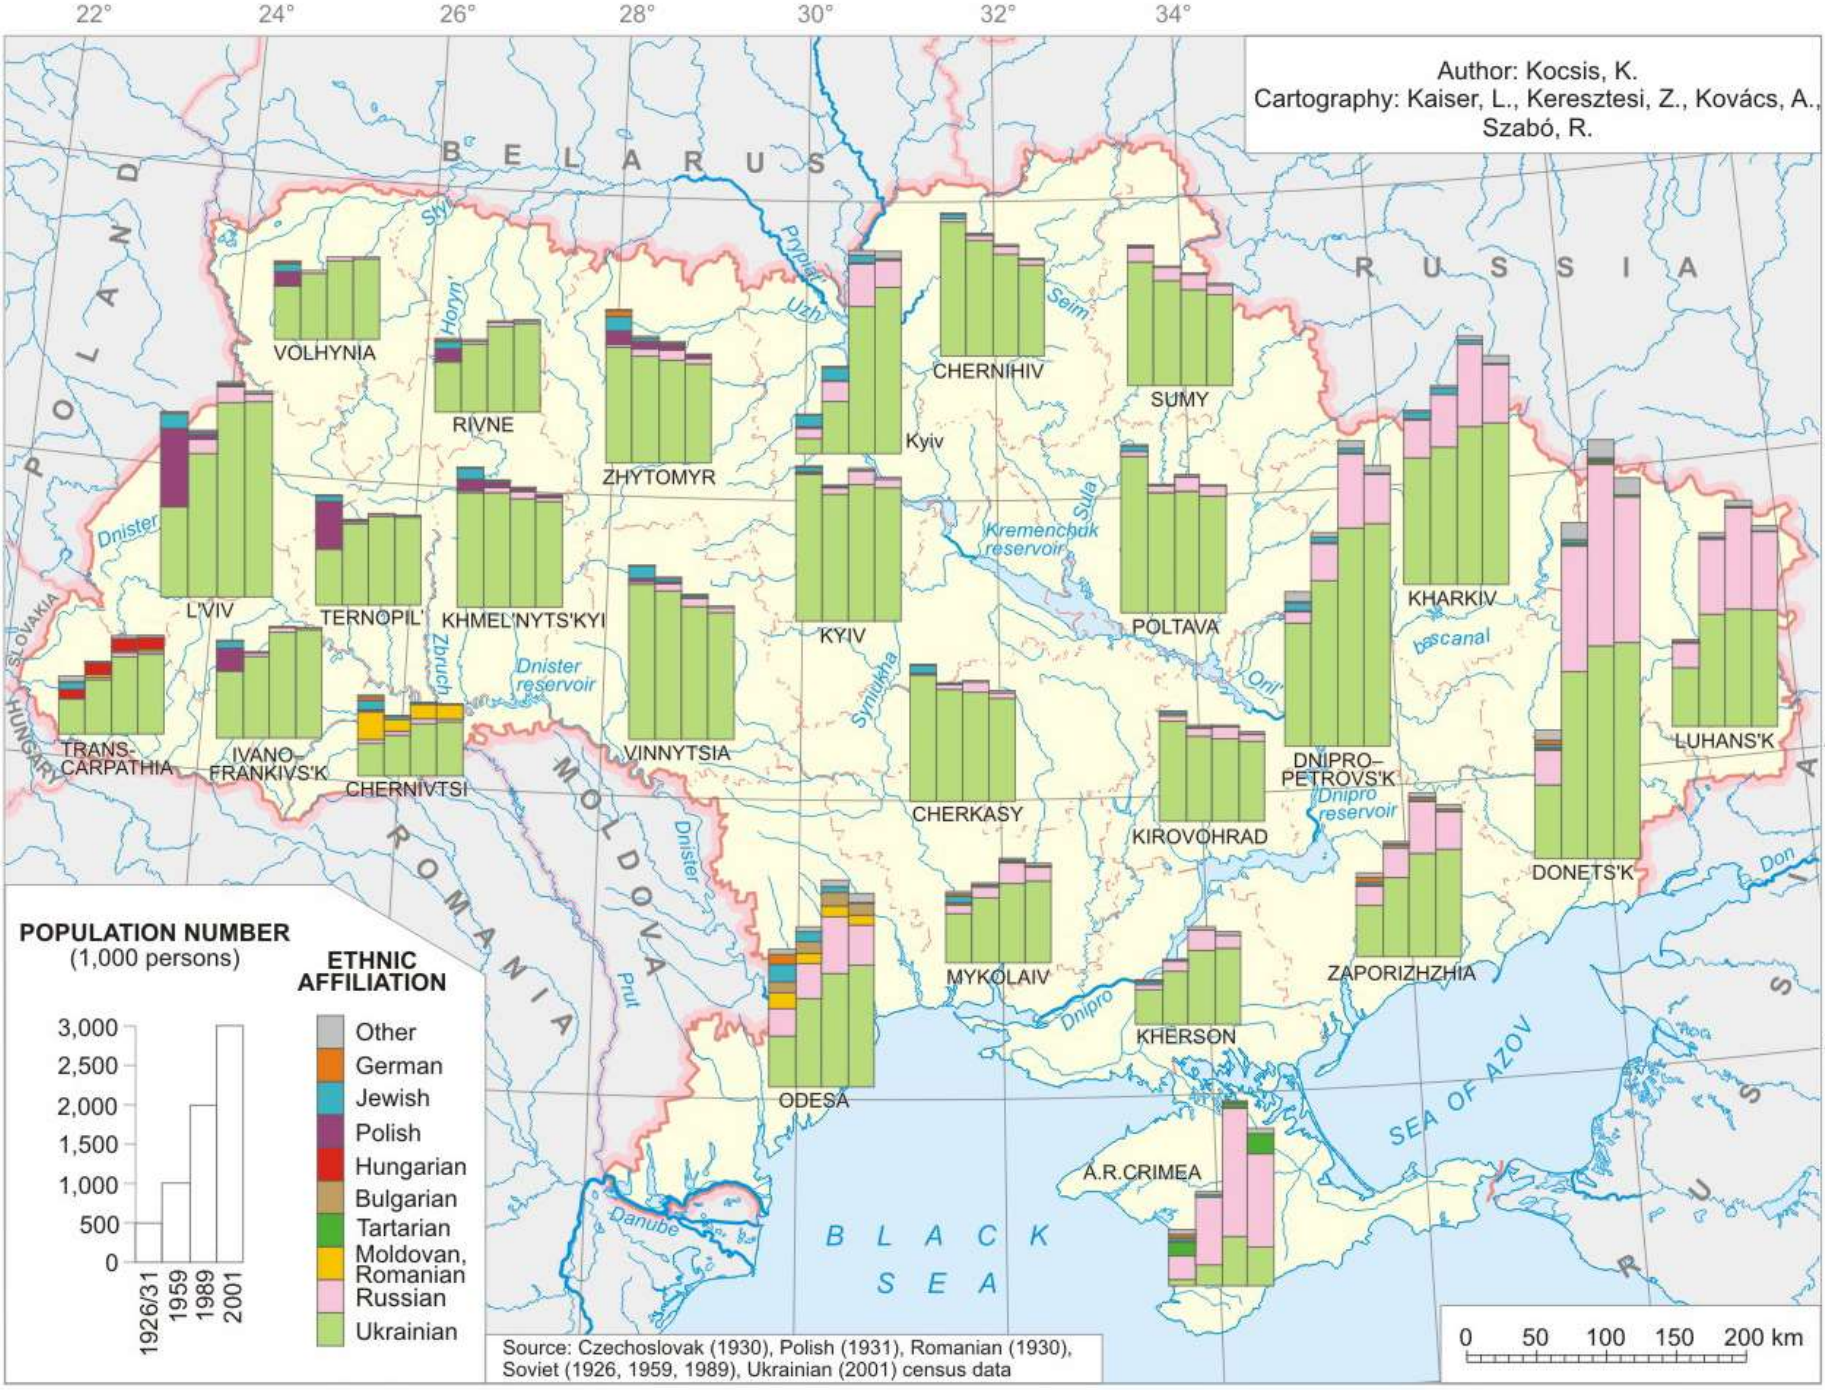 22° 24° 26° 28° 30° 32° 34°
Author: Kocsis, K.
Cartography: Kaiser, L., Keresztesi, Z., Kovács, A.,
Szabó, R.
BELARUS
POLAND
RUSSIA
SLOVAKIA
HUNGARY
ROMANIA
MOLDOVA
RUSSIA
Styr
Prypiat'
Uzh
Horyn'
Seim
VOLHYNIA
RIVNE
ZHYTOMYR
Kyiv
CHERNIHIV
SUMY
Dnister
L'VIV
TERNOPIL'
KHMEL'NYTS'KYI
KYIV
Sula
Kremenchuk
reservoir
POLTAVA
KHARKIV
Zbruch
Dnister
reservoir
Syniukha
Oril'
canal
TRANS-
CARPATHIA
IVANO-
FRANKIVS'K
CHERNIVTSI
VINNYTSIA
CHERKASY
KIROVOHRAD
DNIPRO–
PETROVS'K
Dnipro
reservoir
LUHANS'K
DONETS'K
Don
Dnister
Prut
MYKOLAIV
ZAPORIZHZHIA
Dnipro
KHERSON
ODESA
SEA OF AZOV
A.R.CRIMEA
Danube
BLACK
SEA
POPULATION NUMBER
(1,000 persons)
3,000
2,500
2,000
1,500
1,000
500
0
1926/31
1959
1989
2001
ETHNIC
AFFILIATION
Other
German
Jewish
Polish
Hungarian
Bulgarian
Tartarian
Moldovan,
Romanian
Russian
Ukrainian
Source: Czechoslovak (1930), Polish (1931), Romanian (1930),
Soviet (1926, 1959, 1989), Ukrainian (2001) census data
0 50 100 150 200 km